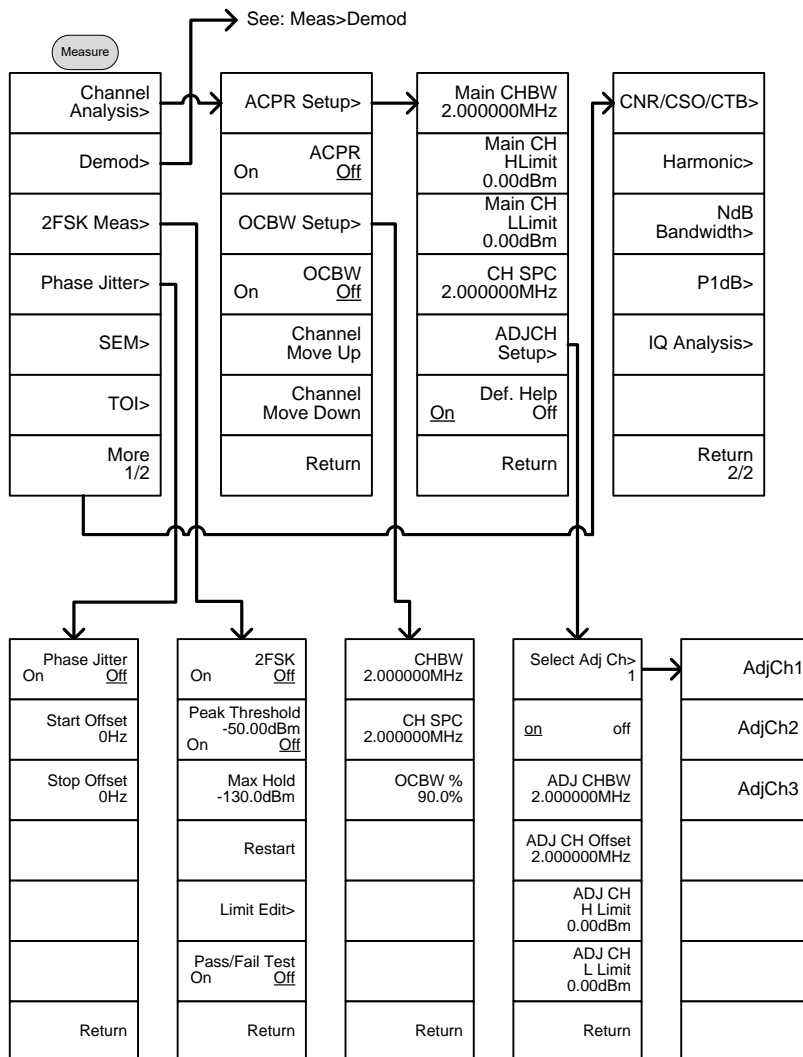 See: Meas>Demod
Measure
Channel
Analysis>
Demod>
2FSK Meas>
Phase Jitter>
SEM>
TOI>
More
1/2
ACPR Setup>
ACPR
On Off
OCBW Setup>
OCBW
On Off
Channel
Move Up
Channel
Move Down
Return
Main CHBW
2.000000MHz
Main CH
HLimit
0.00dBm
Main CH
LLimit
0.00dBm
CH SPC
2.000000MHz
ADJCH
Setup>
Def. Help
On Off
Return
CNR/CSO/CTB>
Harmonic>
NdB
Bandwidth>
P1dB>
IQ Analysis>
Return
2/2
Phase Jitter
On Off
Start Offset
0Hz
Stop Offset
0Hz
Return
2FSK
On Off
Peak Threshold
-50.00dBm
On Off
Max Hold
-130.0dBm
Restart
Limit Edit>
Pass/Fail Test
On Off
Return
CHBW
2.000000MHz
CH SPC
2.000000MHz
OCBW %
90.0%
Return
Select Adj Ch>
1
on off
ADJ CHBW
2.000000MHz
ADJ CH Offset
2.000000MHz
ADJ CH
H Limit
0.00dBm
ADJ CH
L Limit
0.00dBm
Return
AdjCh1
AdjCh2
AdjCh3